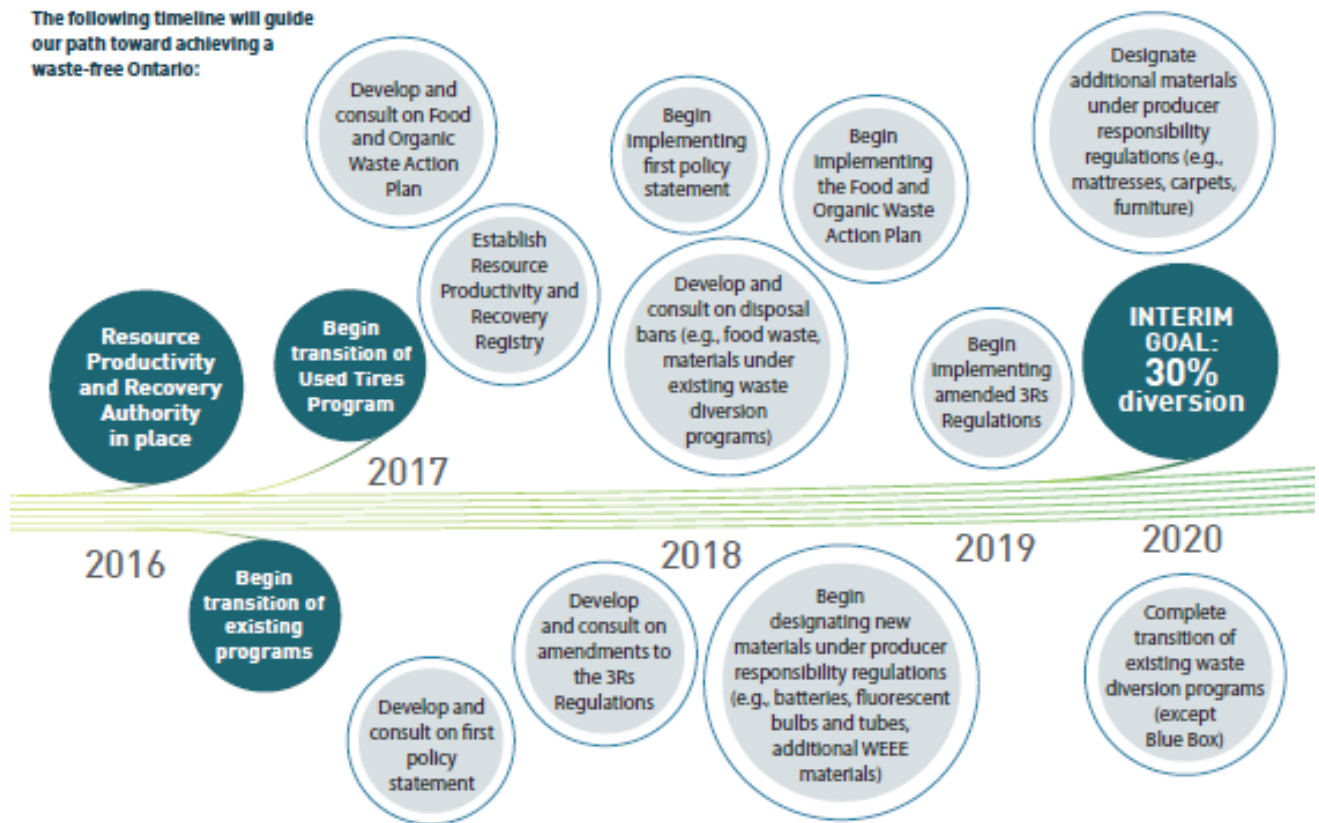 The following timeline will guide
our path toward achieving a
waste-free Ontario:
Develop and
consult on Food
and Organic
Waste Action
Plan
Begin
implementing
first policy
statement
Begin
implementing
the Food and
Organic Waste
Action Plan
Designate
additional materials
under producer
responsibility
regulations (e.g.,
mattresses, carpets,
furniture)
Establish
Resource
Productivity and
Recovery
Registry
Resource
Productivity
and Recovery
Authority
in place
Begin
transition of
Used Tires
Program
Develop and
consult on disposal
bans (e.g., food waste,
materials under
existing waste
diversion
programs)
Begin
implementing
amended 3Rs
Regulations
INTERIM
GOAL:
30%
diversion
2017
2016
2018
2019
2020
Begin
transition of
existing
programs
Develop and
consult on first
policy
statement
Develop
and consult on
amendments to
the 3Rs
Regulations
Begin
designating new
materials under producer
responsibility regulations
(e.g., batteries, fluorescent
bulbs and tubes,
additional WEEE
materials)
Complete
transition of
existing waste
diversion programs
(except
Blue Box)